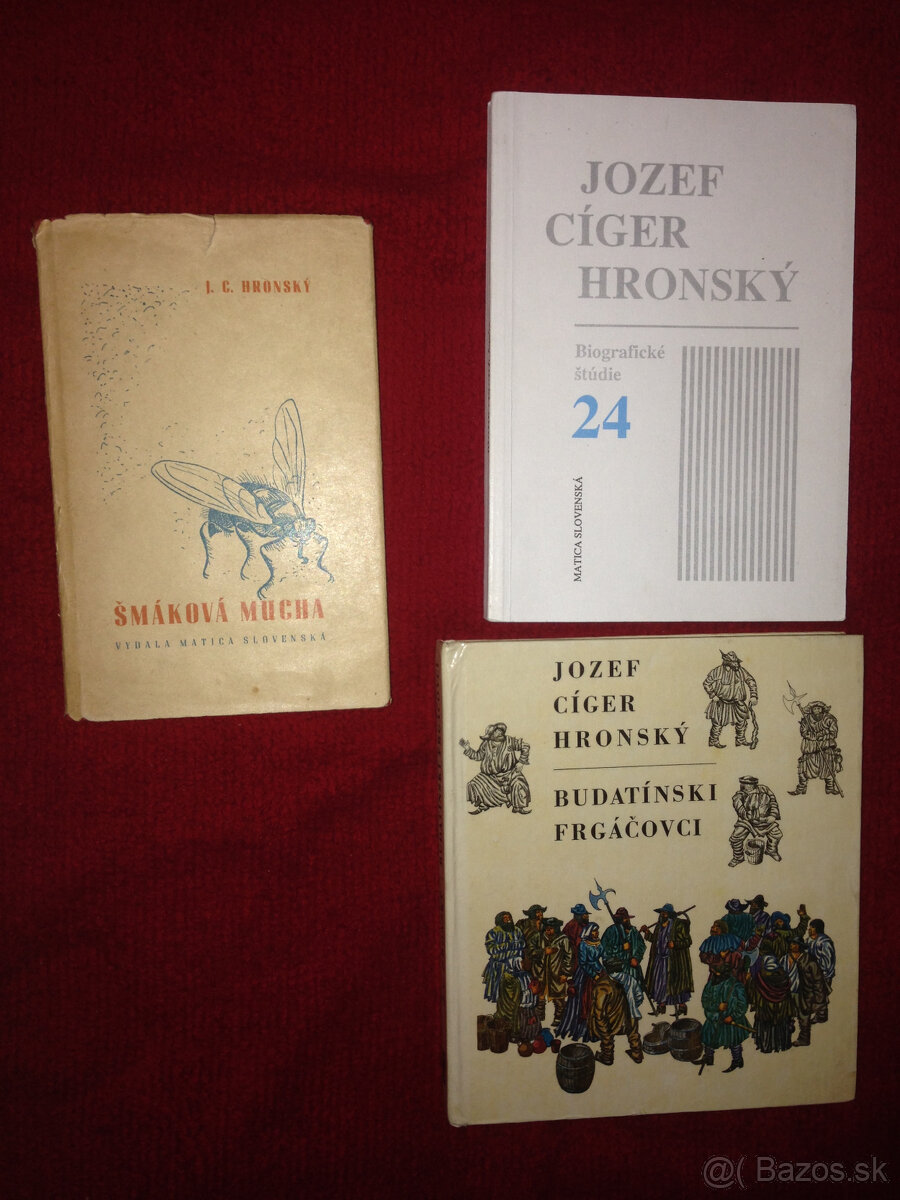 J. C. HRONSKÝ
ŠMÁKOVÁ MUCHA
VYDALA MATICA SLOVENSKÁ
JOZEF
CÍGER
HRONSKÝ
Biografické
štúdie
24
MATICA SLOVENSKÁ
JOZEF
CÍGER
HRONSKÝ
BUDATÍNSKI
FRGÁČOVCI
@( Bazos.sk